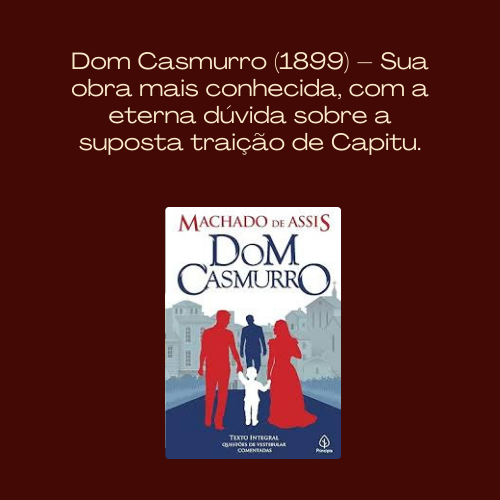 Dom Casmurro (1899) – Sua
obra mais conhecida, com a
eterna dúvida sobre a
suposta traição de Capitu.
MACHADO DE ASSIS
DOM
CASMURRO
TEXTO INTEGRAL
QUESTÕES DE VESTIBULAR
COMENTADAS
Principis